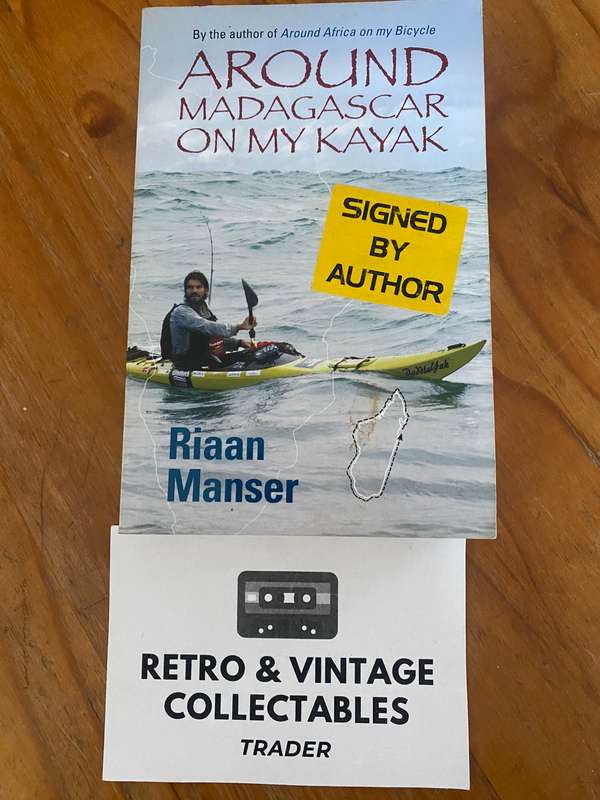 By the author of Around Africa on my Bicycle
AROUND
MADAGASCAR
ON MY KAYAK
SIGNED
BY
AUTHOR
Riaan
Manser
RETRO & VINTAGE
COLLECTABLES
TRADER